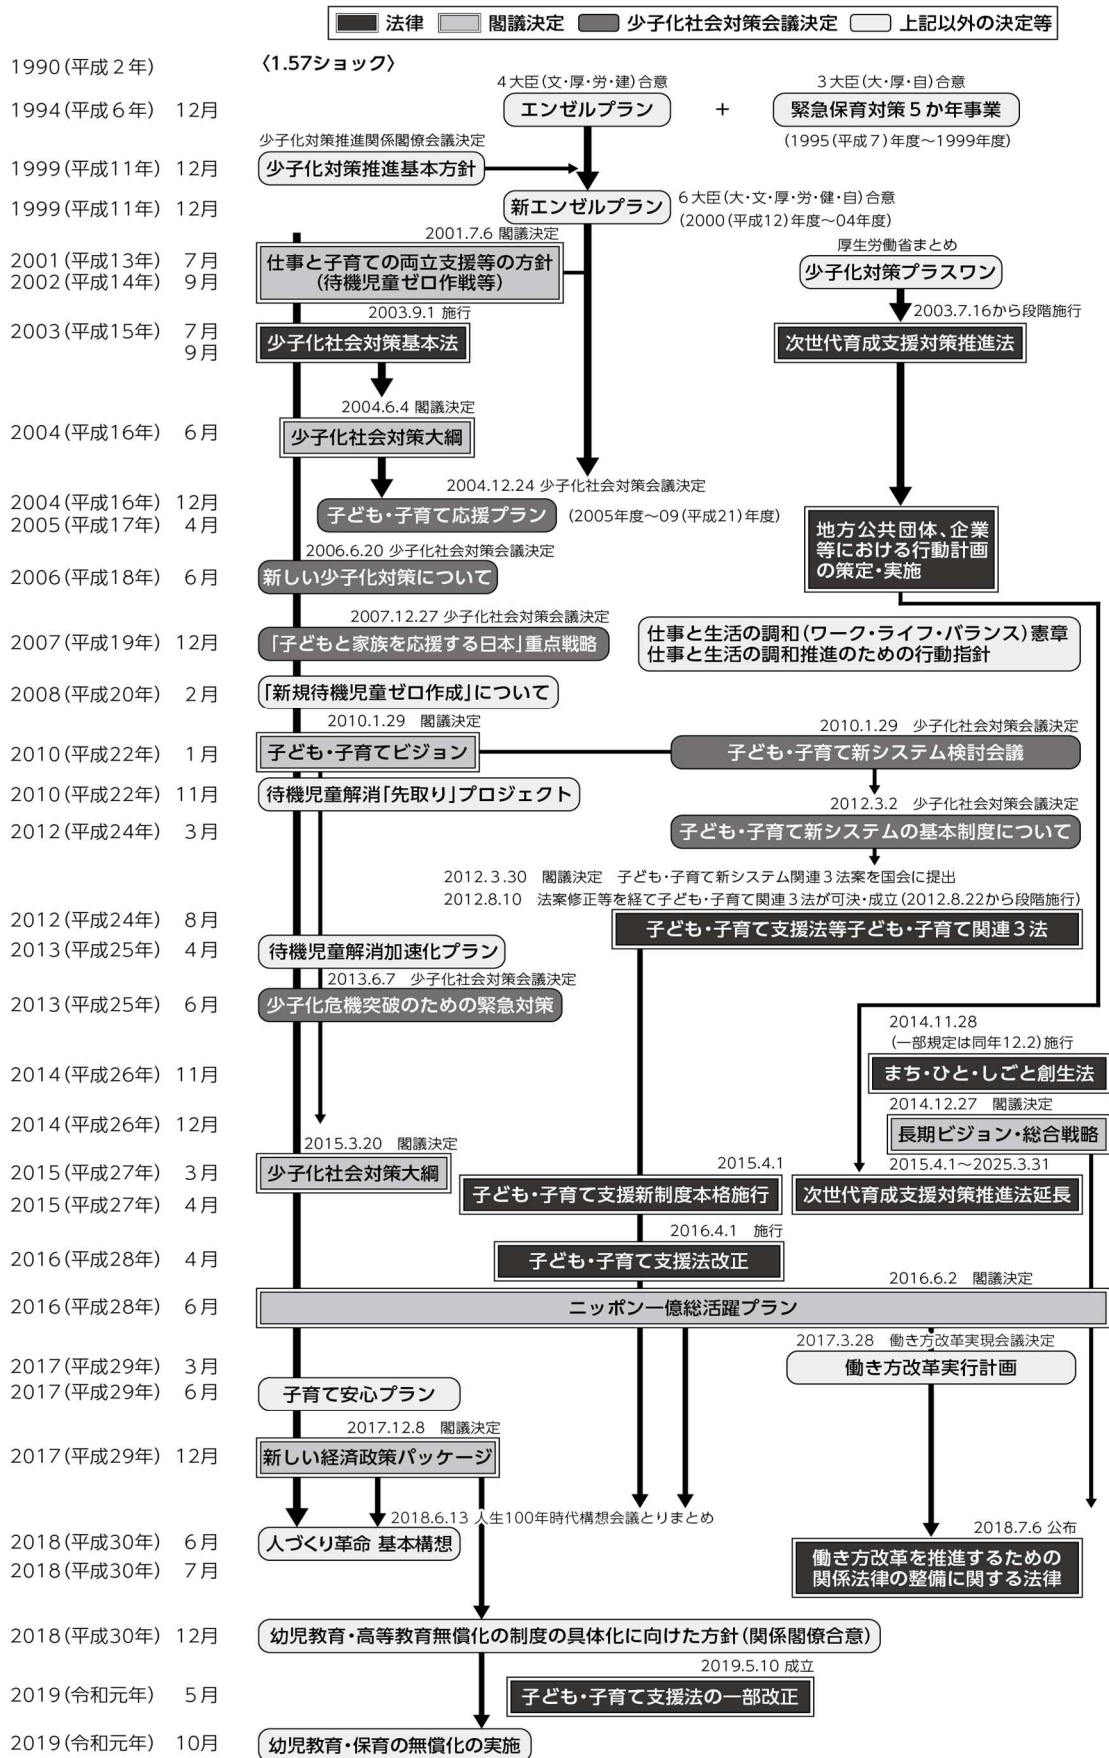 法律 閣議決定 少子化社会対策会議決定 上記以外の決定等
1990(平成2年) 〈1.57ショック〉
4大臣(文・厚・労・建)合意 3大臣(大・厚・自)合意
1994(平成6年) 12月 エンゼルプラン + 緊急保育対策5か年事業
(1995(平成7)年度～1999年度)
少子化対策推進関係閣僚会議決定
1999(平成11年) 12月 少子化対策推進基本方針
1999(平成11年) 12月 新エンゼルプラン 6大臣(大・文・厚・労・健・自)合意
(2000(平成12)年度～04年度)
2001.7.6 閣議決定
厚生労働省まとめ
2001(平成13年) 7月 仕事と子育ての両立支援等の方針
2002(平成14年) 9月 (待機児童ゼロ作戦等) 少子化対策プラスワン
2003.9.1 施行 2003.7.16から段階施行
2003(平成15年) 7月 少子化社会対策基本法 次世代育成支援対策推進法
9月
2004.6.4 閣議決定
2004(平成16年) 6月 少子化社会対策大綱
2004.12.24 少子化社会対策会議決定
2004(平成16年) 12月 子ども・子育て応援プラン (2005年度～09(平成21)年度)
2005(平成17年) 4月 地方公共団体、企業
等における行動計画
の策定・実施
2006.6.20 少子化社会対策会議決定
2006(平成18年) 6月 新しい少子化対策について
2007.12.27 少子化社会対策会議決定
2007(平成19年) 12月 「子どもと家族を応援する日本」重点戦略 仕事と生活の調和(ワーク・ライフ・バランス)憲章
仕事と生活の調和推進のための行動指針
2008(平成20年) 2月 「新規待機児童ゼロ作成」について
2010.1.29 閣議決定 2010.1.29 少子化社会対策会議決定
2010(平成22年) 1月 子ども・子育てビジョン 子ども・子育て新システム検討会議
2010(平成22年) 11月 待機児童解消「先取り」プロジェクト
2012.3.2 少子化社会対策会議決定
2012(平成24年) 3月 子ども・子育て新システムの基本制度について
2012.3.30 閣議決定 子ども・子育て新システム関連3法案を国会に提出
2012.8.10 法案修正等を経て子ども・子育て関連3法が可決・成立(2012.8.22から段階施行)
2012(平成24年) 8月 子ども・子育て支援法等子ども・子育て関連3法
2013(平成25年) 4月 待機児童解消加速化プラン
2013.6.7 少子化社会対策会議決定
2013(平成25年) 6月 少子化危機突破のための緊急対策
2014.11.28
(一部規定は同年12.2)施行
2014(平成26年) 11月 まち・ひと・しごと創生法
2014.12.27 閣議決定
2014(平成26年) 12月 長期ビジョン・総合戦略
2015.3.20 閣議決定
2015(平成27年) 3月 少子化社会対策大綱 2015.4.1 2015.4.1～2025.3.31
2015(平成27年) 4月 子ども・子育て支援新制度本格施行 次世代育成支援対策推進法延長
2016.4.1 施行
2016(平成28年) 4月 子ども・子育て支援法改正
2016.6.2 閣議決定
2016(平成28年) 6月 ニッポン一億総活躍プラン
2017.3.28 働き方改革実現会議決定
2017(平成29年) 3月 働き方改革実行計画
2017(平成29年) 6月 子育て安心プラン
2017.12.8 閣議決定
2017(平成29年) 12月 新しい経済政策パッケージ
2018.6.13 人生100年時代構想会議とりまとめ
2018.7.6 公布
2018(平成30年) 6月 人づくり革命 基本構想 働き方改革を推進するための
2018(平成30年) 7月 関係法律の整備に関する法律
2018(平成30年) 12月 幼児教育・高等教育無償化の制度の具体化に向けた方針(関係閣僚合意)
2019.5.10 成立
2019(令和元年) 5月 子ども・子育て支援法の一部改正
2019(令和元年) 10月 幼児教育・保育の無償化の実施